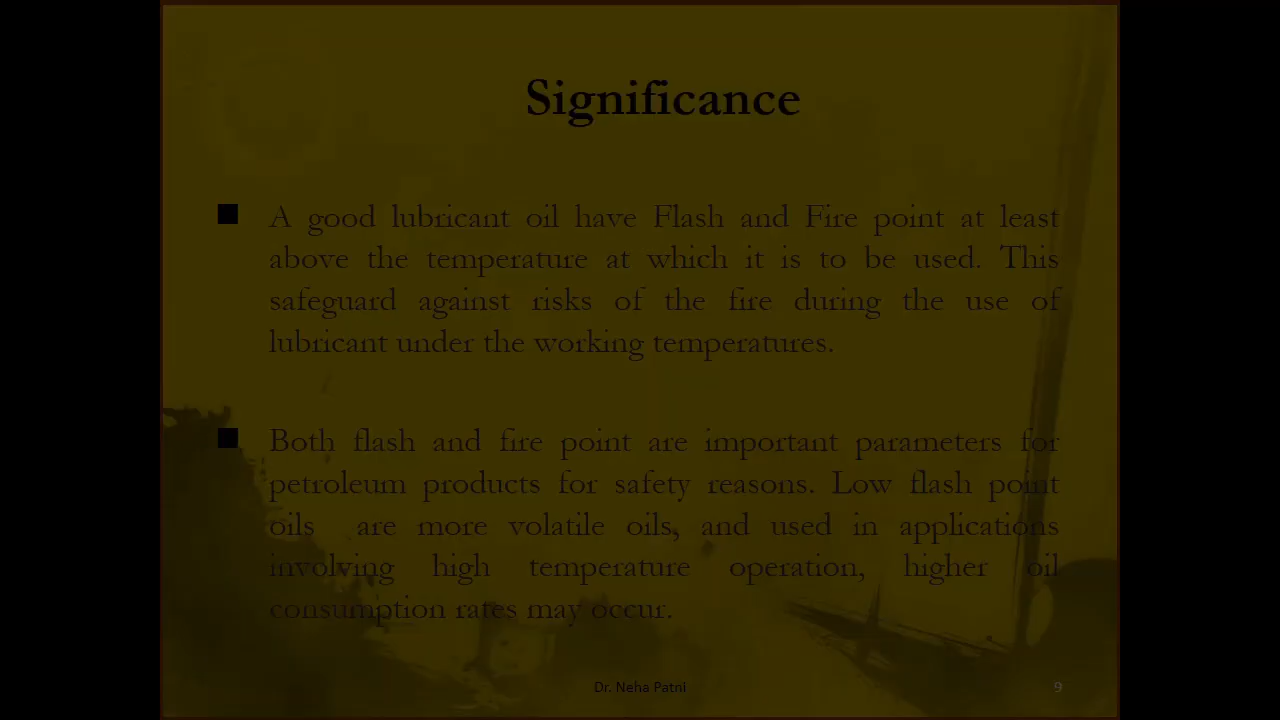 Significance
A good lubricant oil have Flash and Fire point at least
above the temperature at which it is to be used. This
safeguard against risks of the fire during the use of
lubricant under the working temperatures.
Both flash and fire point are important parameters for
petroleum products for safety reasons. Low flash point
oils are more volatile oils, and used in applications
involving high temperature operation, higher oil
consumption rates may occur.
Dr. Neha Patni
9